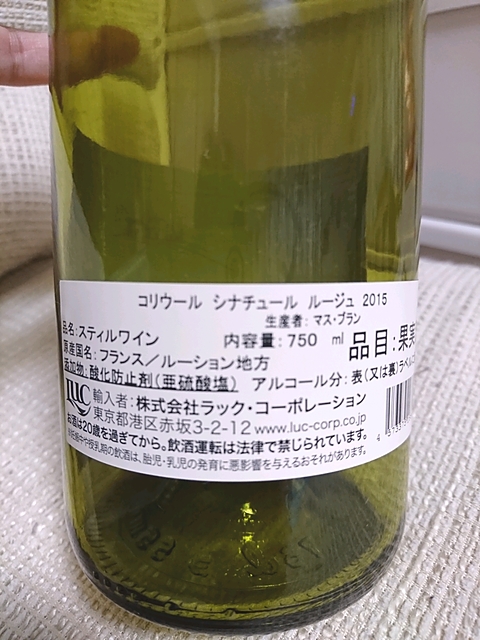 コリウール シナチュール ルージュ 2015
生産者: マス・ブラン
品名:スティルワイン 内容量:750 ml 品目:果実
原産国名:フランス/ルーション地方
添加物:酸化防止剤(亜硫酸塩) アルコール分:表(又は裏)ラベル
LUC 輸入者:株式会社ラック・コーポレーション
東京都港区赤坂3-2-12 www.luc-corp.co.jp
お酒は20歳を過ぎてから。飲酒運転は法律で禁じられています。
妊娠中や授乳期の飲酒は、胎児・乳児の発育に悪影響を与えるおそれがあります。